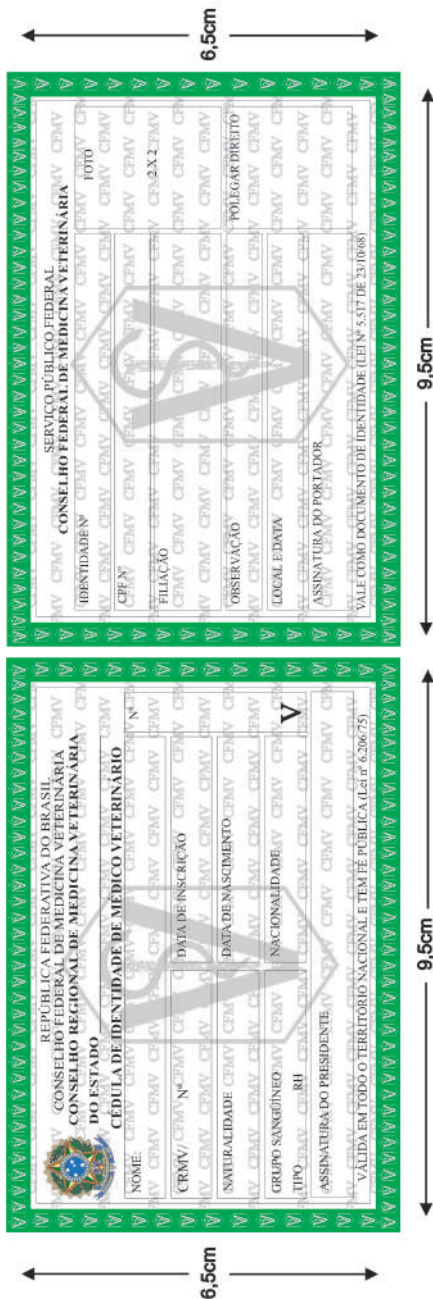 REPÚBLICA FEDERATIVA DO BRASIL
CONSELHO FEDERAL DE MEDICINA VETERINÁRIA
CONSELHO REGIONAL DE MEDICINA VETERINÁRIA
DO ESTADO
CÉDULA DE IDENTIDADE DE MÉDICO VETERINÁRIO
NOME: Nº
CRMV/ Nº DATA DE INSCRIÇÃO
NATURALIDADE DATA DE NASCIMENTO
GRUPO SANGÜÍNEO NACIONALIDADE
TIPO RH V
ASSINATURA DO PRESIDENTE
VÁLIDA EM TODO O TERRITÓRIO NACIONAL E TEM FÉ PÚBLICA (Lei nº 6.206/75)
6,5cm
9,5cm
SERVIÇO PÚBLICO FEDERAL
CONSELHO FEDERAL DE MEDICINA VETERINÁRIA
IDENTIDADE Nº FOTO
CPF Nº
FILIAÇÃO 2 X 2
OBSERVAÇÃO
LOCAL E DATA POLEGAR DIREITO
ASSINATURA DO PORTADOR
VALE COMO DOCUMENTO DE IDENTIDADE (LEI Nº 5.517 DE 23/10/68)
6,5cm
9,5cm